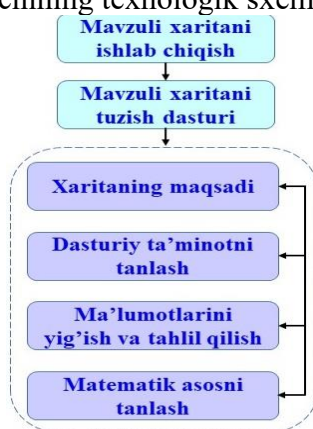 texnologik
Mavzuli xaritani
ishlab chiqish
Mavzuli xaritani
tuzish dasturi
Xaritaning maqsadi
Dasturiy ta’minotni
tanlash
Ma’lumotlarini
yig’ish va tahlil qilish
Matematik asosni
tanlash